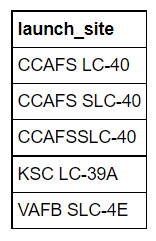 launch_site
CCAFS LC-40
CCAFS SLC-40
CCAFSSLC-40
KSC LC-39A
VAFB SLC-4E